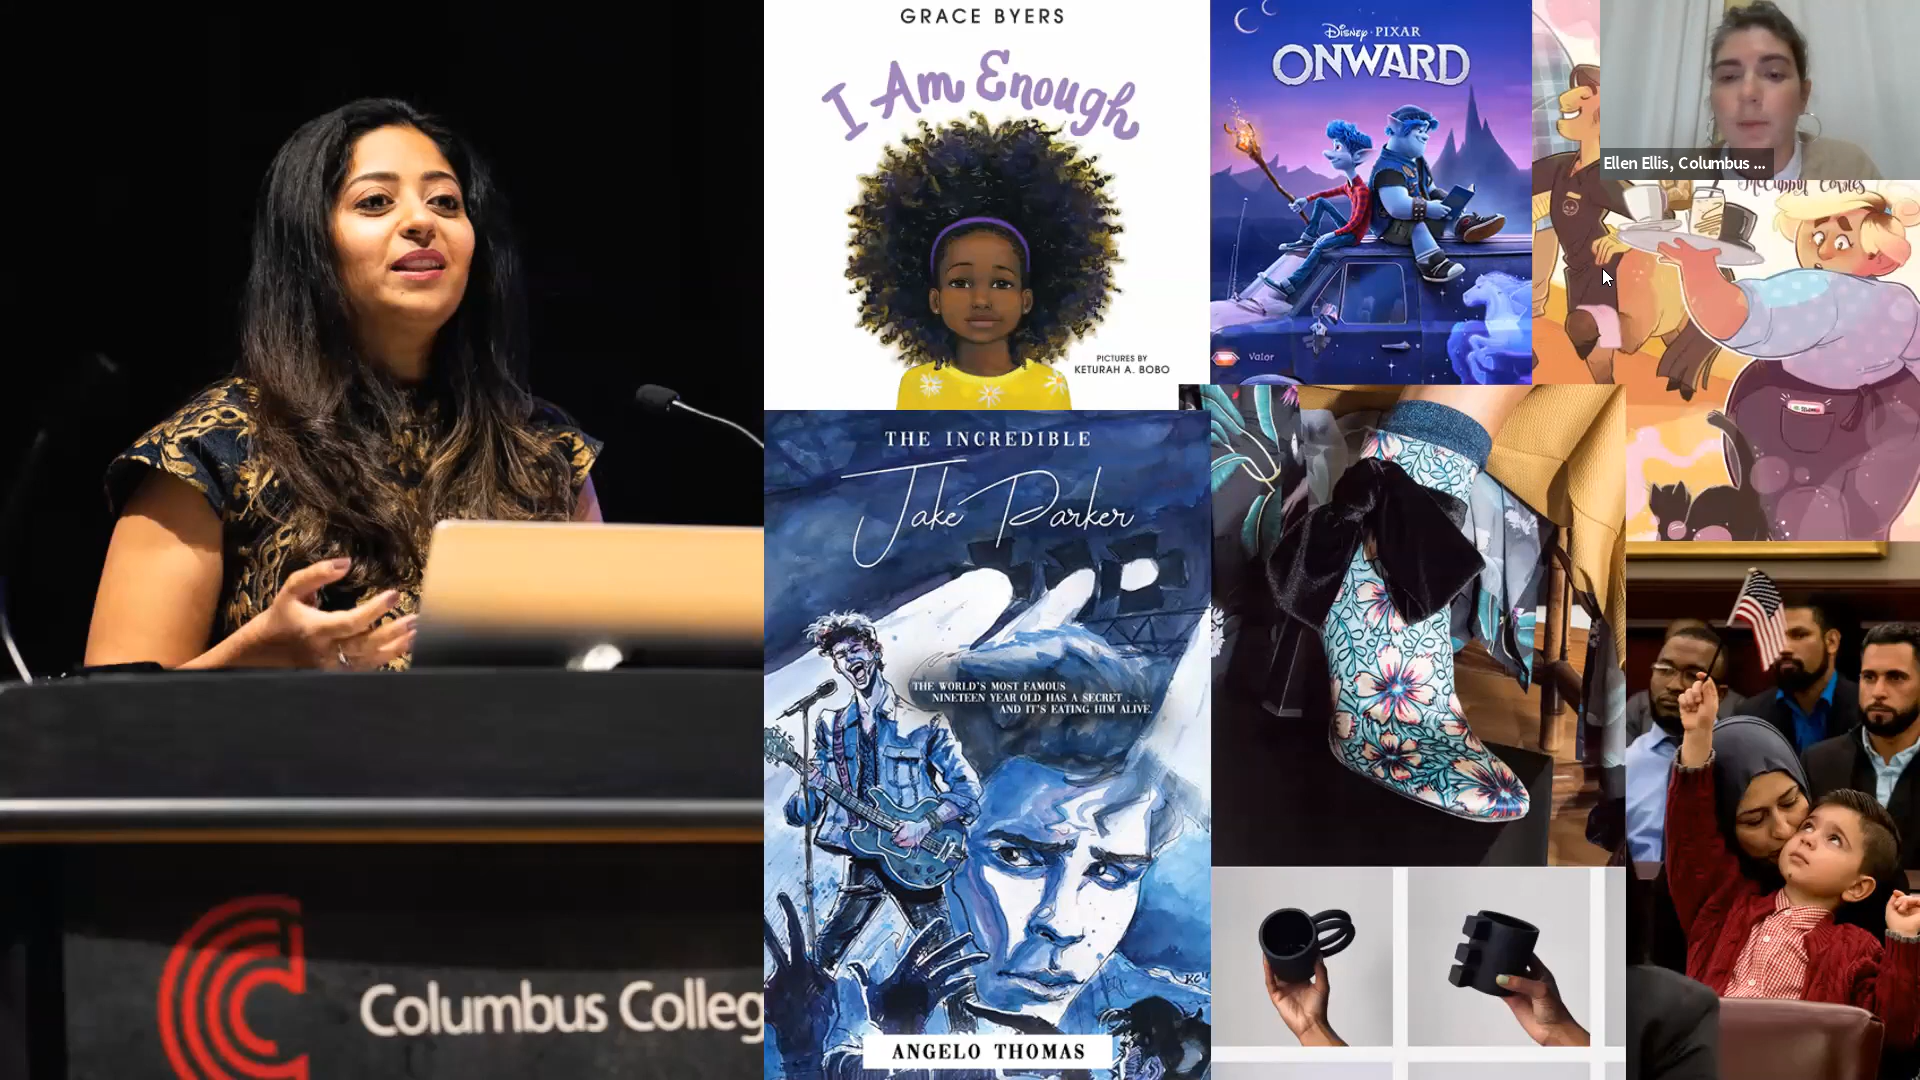 GRACE BYERS
I Am Enough
PICTURES BY
KETURAH A. BOBO
Disney · PIXAR
ONWARD
Valor
Ellen Ellis, Columbus ...
THE INCREDIBLE
Jake Parker
THE WORLD'S MOST FAMOUS
NINETEEN YEAR OLD HAS A SECRET . . .
AND IT'S EATING HIM ALIVE.
ANGELO THOMAS
Columbus Colleg